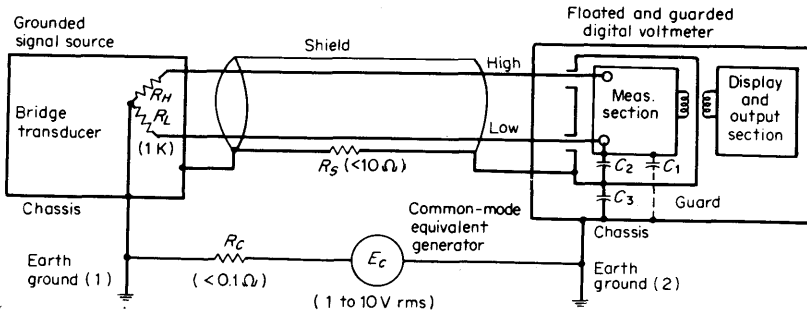 Grounded
signal source
Floated and guarded
digital voltmeter
Shield
High
R_H
R_L
Bridge
transducer
(1 K)
Low
Meas.
section
Display
and
output
section
R_S (<10Ω)
C_2
C_1
C_3
Guard
Chassis
Chassis
Common-mode
equivalent
generator
Earth
ground (1)
R_C
(<0.1Ω)
E_C
(1 to 10 V rms)
Earth
ground (2)